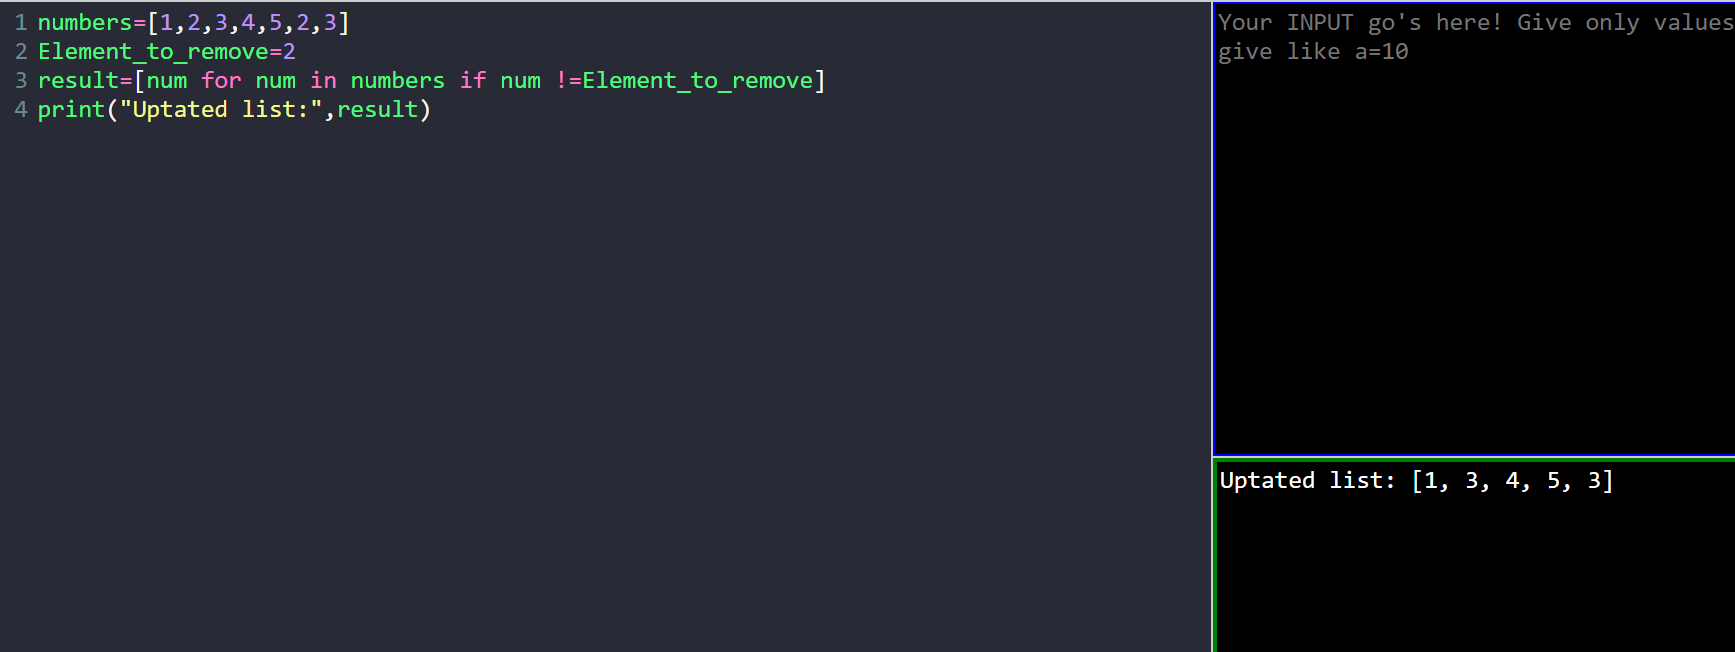 1 numbers=[1,2,3,4,5,2,3]
2 Element_to_remove=2
3 result=[num for num in numbers if num !=Element_to_remove]
4 print("Uptated list:",result)
Your INPUT go's here! Give only values
give like a=10
Uptated list: [1, 3, 4, 5, 3]